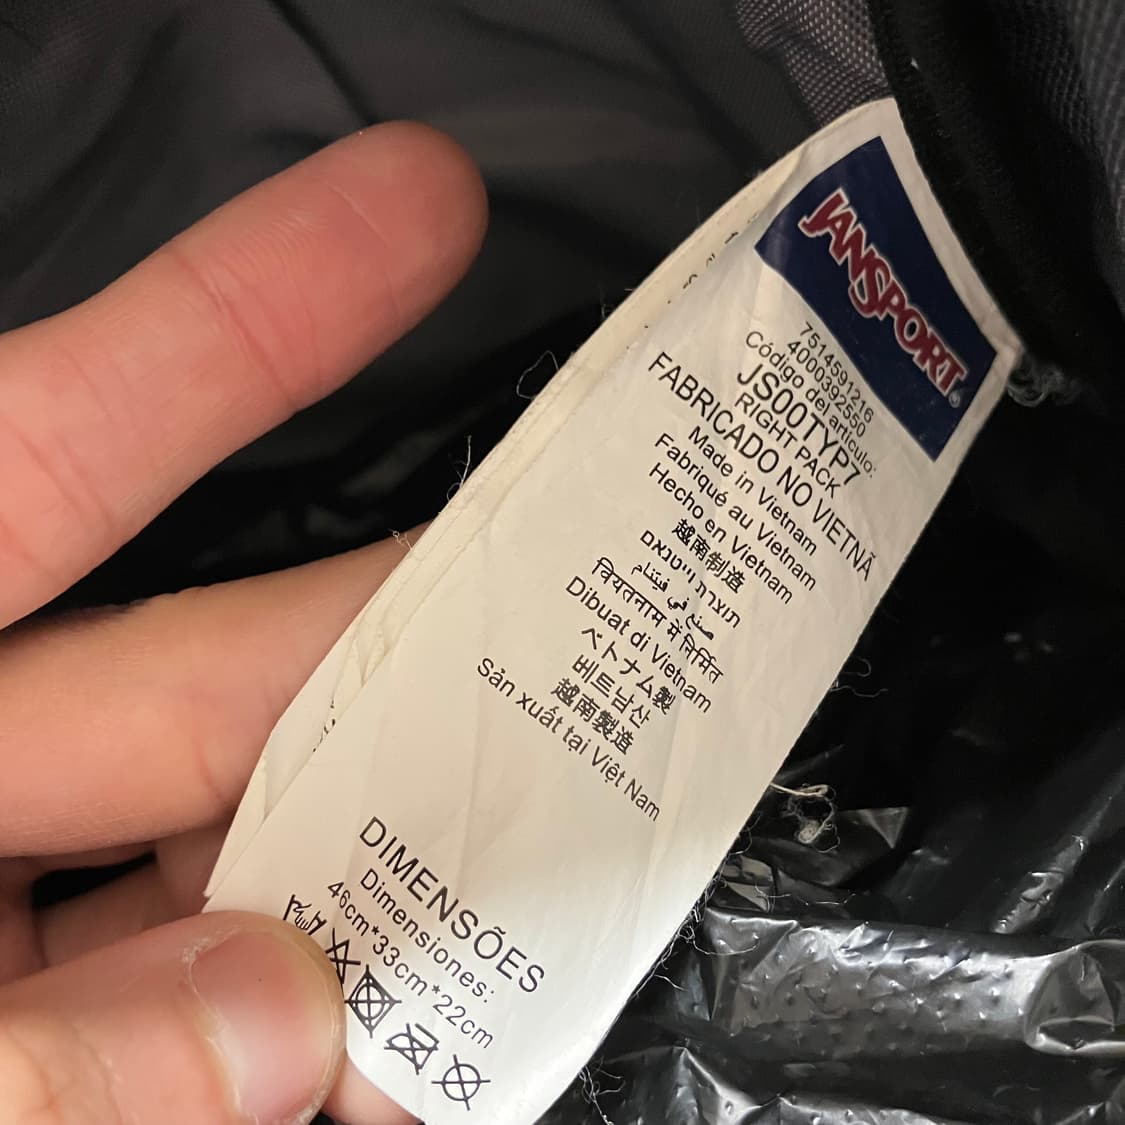 JANSPORT
7514591216
4000392550
Código del artículo:
JS00TYP7
RIGHT PACK
FABRICADO NO VIETNÃ
Made in Vietnam
Fabriqué au Vietnam
Hecho en Vietnam
越南制造
תוצרת וייטנאם
صنع في فيتنام
वियतनाम में निर्मित
Dibuat di Vietnam
ベトナム製
베트남산
越南製造
Sản xuất tại Việt Nam
DIMENSÕES
Dimensiones:
46cm*33cm*22cm